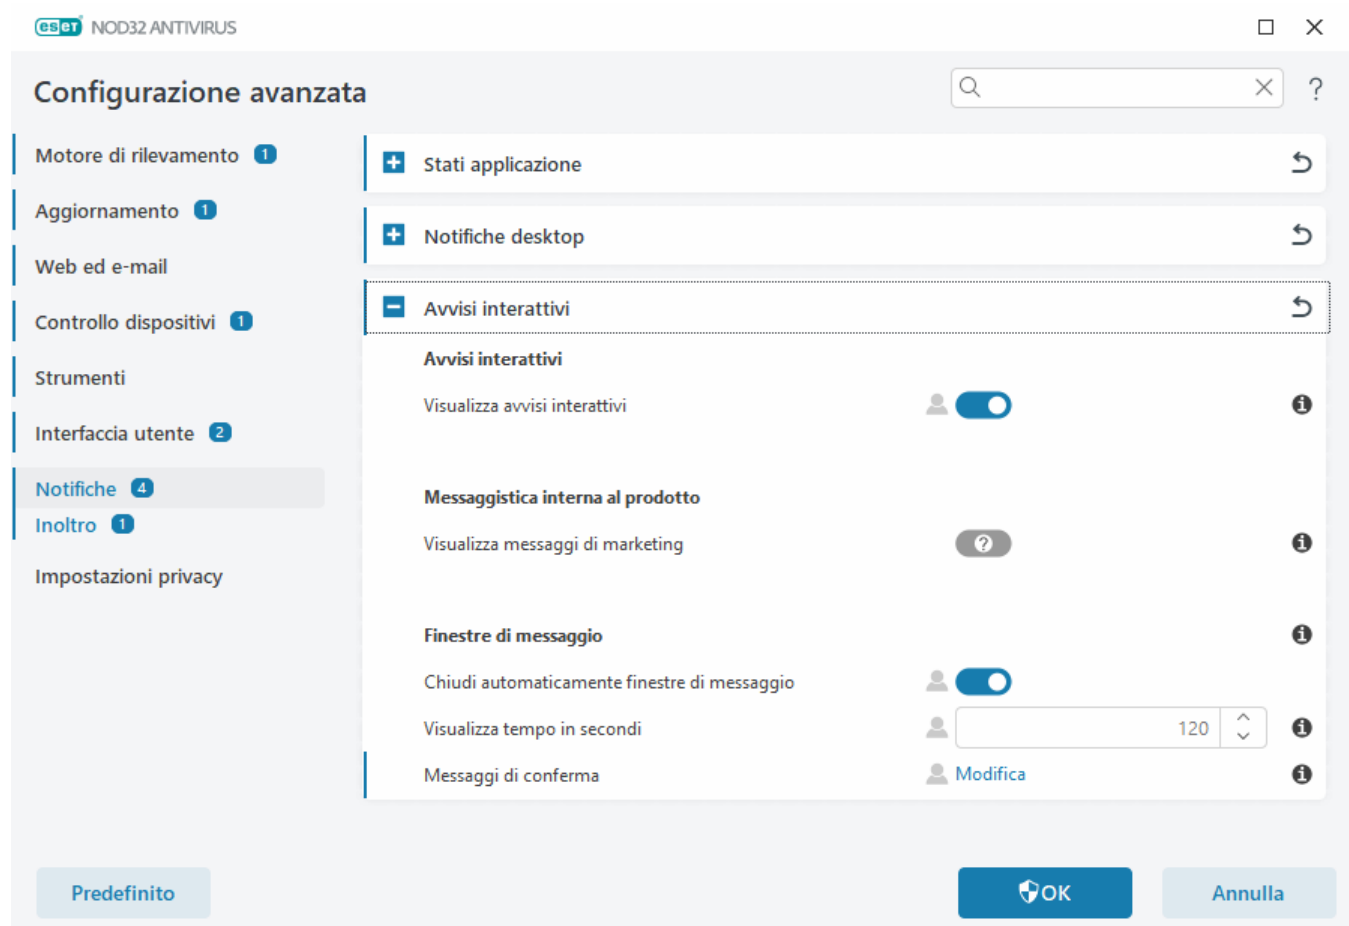 eset NOD32 ANTIVIRUS
Configurazione avanzata
?
Motore di rilevamento 1
Aggiornamento 1
Web ed e-mail
Controllo dispositivi 1
Strumenti
Interfaccia utente 2
Notifiche 4
Inoltro 1
Impostazioni privacy
Stati applicazione
Notifiche desktop
Avvisi interattivi
Avvisi interattivi
Visualizza avvisi interattivi
Messaggistica interna al prodotto
Visualizza messaggi di marketing ?
Finestre di messaggio
Chiudi automaticamente finestre di messaggio
Visualizza tempo in secondi 120
Messaggi di conferma Modifica
Predefinito
OK
Annulla